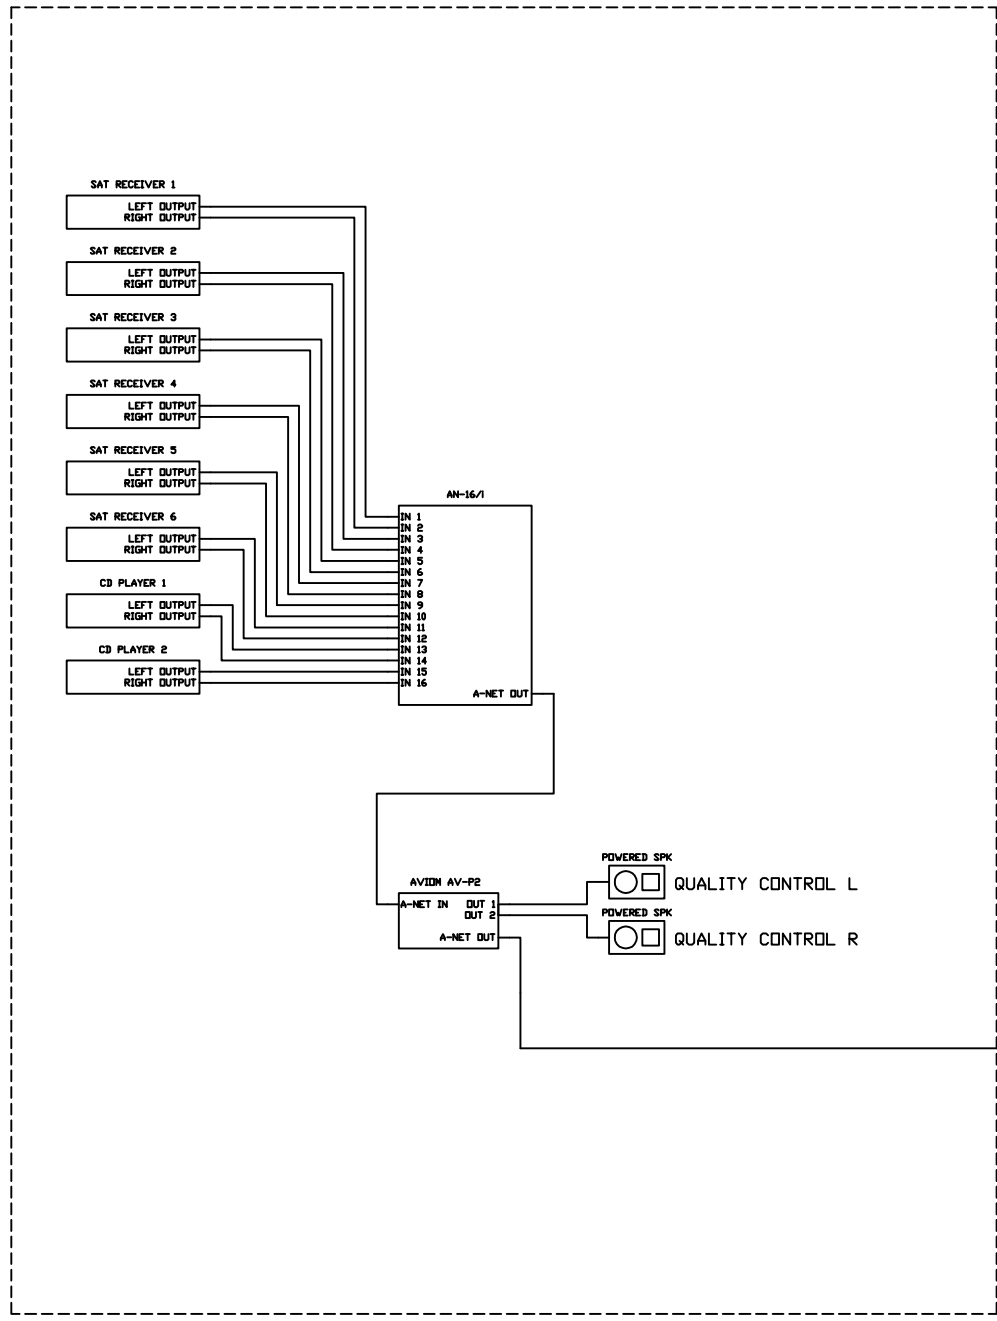 SAT RECEIVER 1
LEFT OUTPUT
RIGHT OUTPUT
SAT RECEIVER 2
LEFT OUTPUT
RIGHT OUTPUT
SAT RECEIVER 3
LEFT OUTPUT
RIGHT OUTPUT
SAT RECEIVER 4
LEFT OUTPUT
RIGHT OUTPUT
SAT RECEIVER 5
LEFT OUTPUT
RIGHT OUTPUT
SAT RECEIVER 6
LEFT OUTPUT
RIGHT OUTPUT
CD PLAYER 1
LEFT OUTPUT
RIGHT OUTPUT
CD PLAYER 2
LEFT OUTPUT
RIGHT OUTPUT
AN-16/I
IN 1
IN 2
IN 3
IN 4
IN 5
IN 6
IN 7
IN 8
IN 9
IN 10
IN 11
IN 12
IN 13
IN 14
IN 15
IN 16
A-NET OUT
AVIOM AV-P2
A-NET IN OUT 1
OUT 2
A-NET OUT
POWERED SPK
QUALITY CONTROL L
POWERED SPK
QUALITY CONTROL R